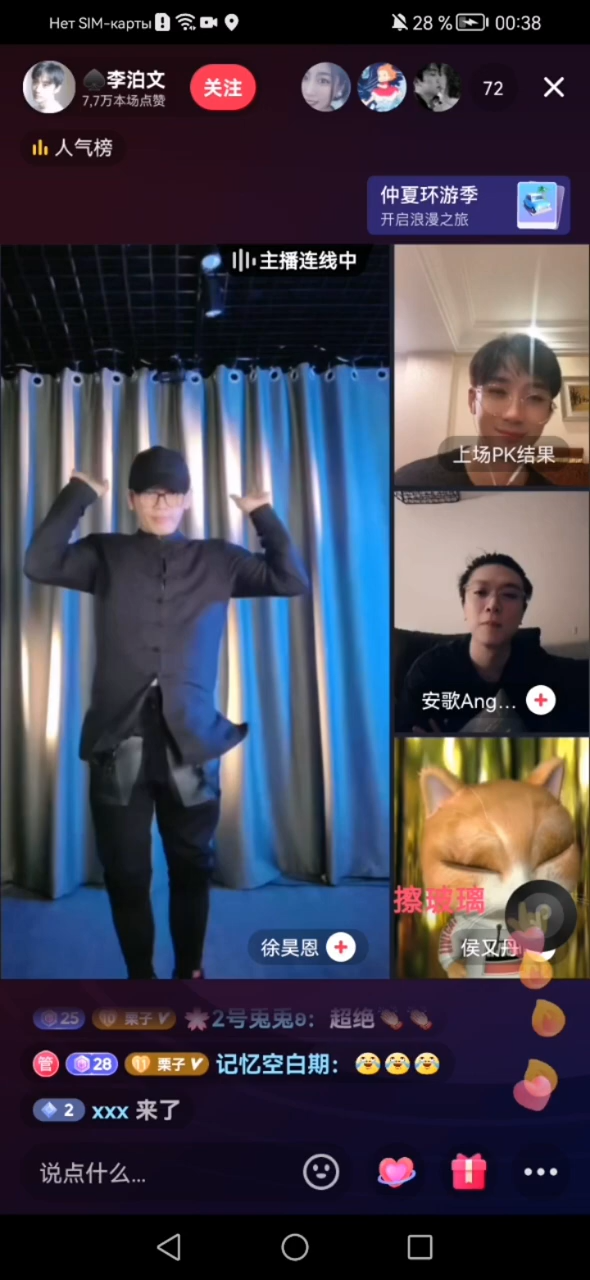 Нет SIM-карты 28 % 00:38
李泊文
7,7万本场点赞
关注
72
人气榜
仲夏环游季
开启浪漫之旅
主播连线中
上场PK结果
安歌Ang...
擦玻璃
徐昊恩
侯又丹
25 栗子 V 2号兔兔ʚ: 超绝
管 28 11 栗子 V 记忆空白期:
2 xxx 来了
说点什么...